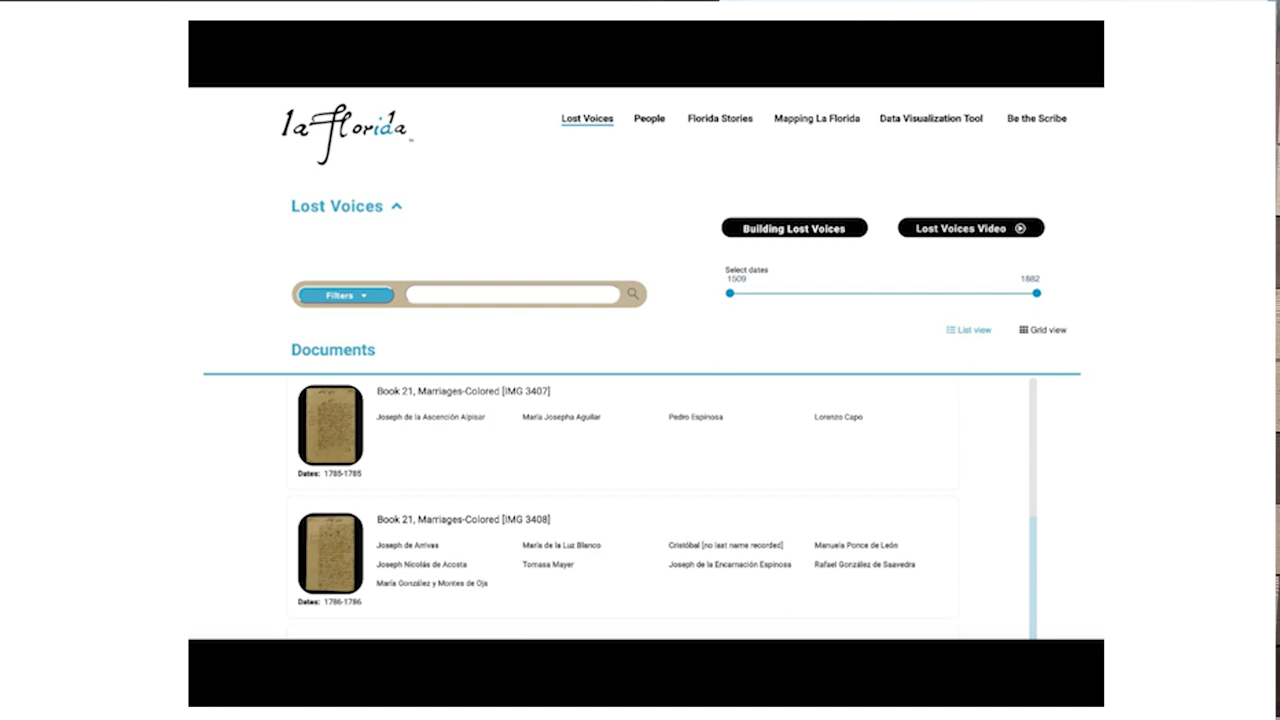 la florida™
Lost Voices People Florida Stories Mapping La Florida Data Visualization Tool Be the Scribe
Lost Voices
Building Lost Voices Lost Voices Video
Select dates
1509 1882
Filters
List view Grid view
Documents
Book 21, Marriages-Colored [IMG 3407]
Joseph de la Ascención Alpisar María Josepha Aguilar Pedro Espinosa Lorenzo Capo
Dates: 1785-1785
Book 21, Marriages-Colored [IMG 3408]
Joseph de Arrivas María de la Luz Blanco Cristóbal [no last name recorded] Manuela Ponce de León
Joseph Nicolás de Acosta Tomasa Mayer Joseph de la Encarnación Espinosa Rafael González de Saavedra
María González y Montes de Oja
Dates: 1786-1786